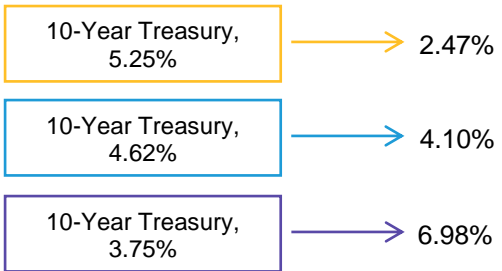 10-Year Treasury,
5.25%
2.47%
10-Year Treasury,
4.62%
4.10%
10-Year Treasury,
3.75%
6.98%